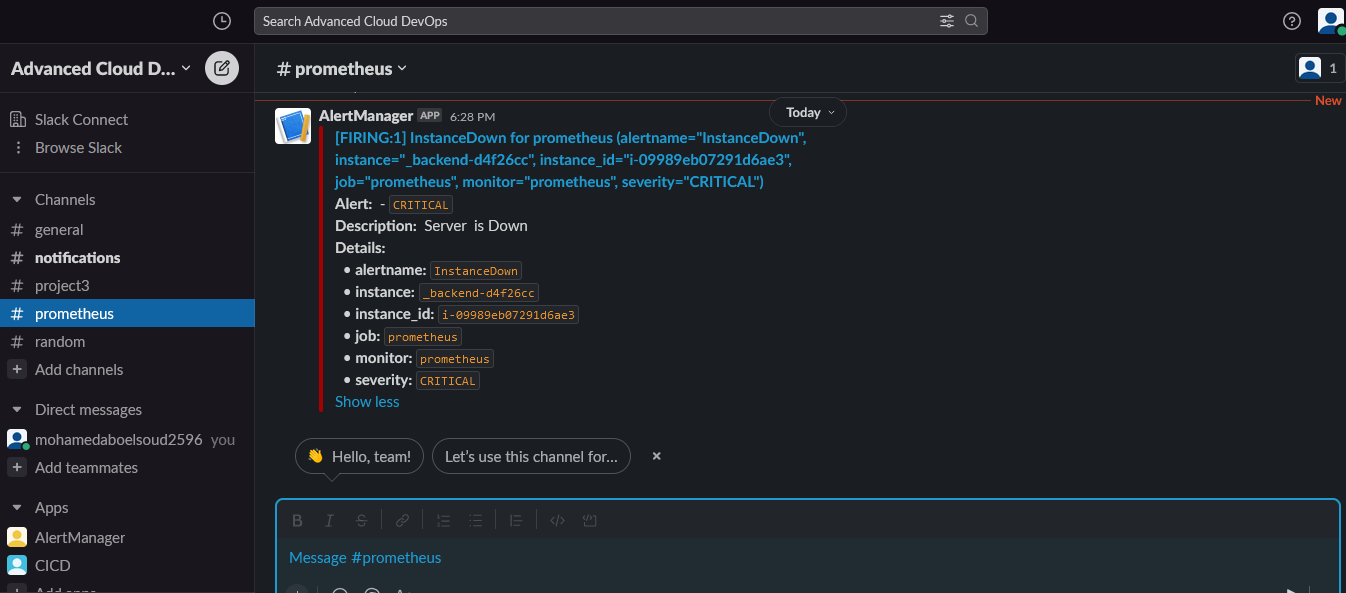 Search Advanced Cloud DevOps
Advanced Cloud D...
# prometheus
1
Slack Connect
Browse Slack
Channels
# general
# notifications
# project3
# prometheus
# random
+ Add channels
Direct messages
mohamedaboelsoud2596 you
+ Add teammates
Apps
AlertManager
CICD
Today
New
AlertManager APP 6:28 PM
[FIRING:1] InstanceDown for prometheus (alertname="InstanceDown",
instance="_backend-d4f26cc", instance_id="i-09989eb07291d6ae3",
job="prometheus", monitor="prometheus", severity="CRITICAL")
Alert: - CRITICAL
Description: Server is Down
Details:
• alertname: InstanceDown
• instance: _backend-d4f26cc
• instance_id: i-09989eb07291d6ae3
• job: prometheus
• monitor: prometheus
• severity: CRITICAL
Show less
👋 Hello, team! Let's use this channel for... ×
B I S
Message #prometheus